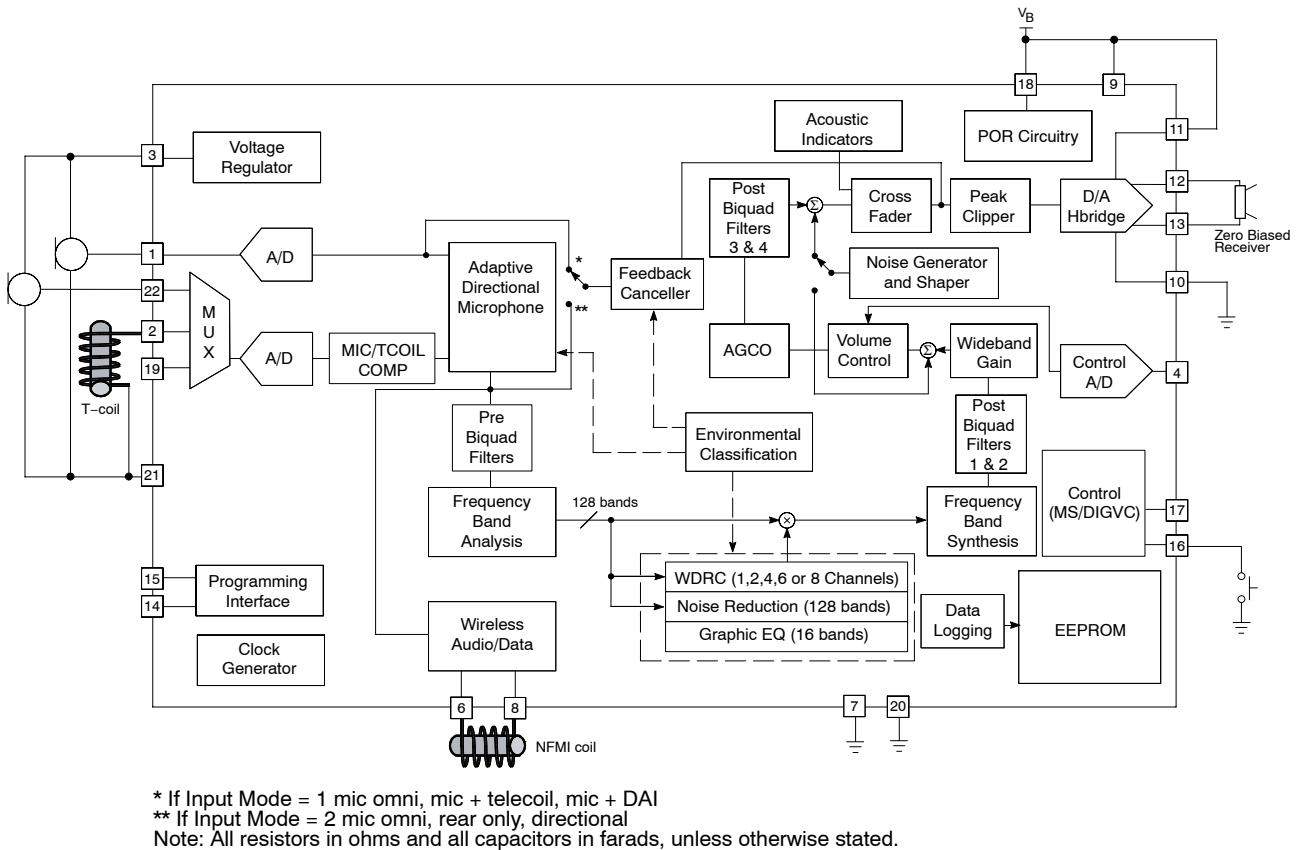 VB
18
9
Acoustic
Indicators
POR Circuitry
11
3
Voltage
Regulator
12
Post
Biquad
Filters
3 & 4
Σ
Cross
Fader
Peak
Clipper
D/A
Hbridge
13
Zero Biased
Receiver
1
A/D
Adaptive
Directional
Microphone
*
Feedback
Canceller
Noise Generator
and Shaper
10
22
**
2
MUX
19
A/D
MIC/TCOIL
COMP
AGCO
Volume
Control
Σ
Wideband
Gain
Control
A/D
4
T−coil
Pre
Biquad
Filters
Environmental
Classification
Post
Biquad
Filters
1 & 2
21
Frequency
Band
Analysis
128 bands
×
Frequency
Band
Synthesis
Control
(MS/DIGVC)
17
16
15
14
Programming
Interface
WDRC (1,2,4,6 or 8 Channels)
Noise Reduction (128 bands)
Graphic EQ (16 bands)
Data
Logging
EEPROM
Clock
Generator
Wireless
Audio/Data
6
8
7
20
NFMI coil
* If Input Mode = 1 mic omni, mic + telecoil, mic + DAI
** If Input Mode = 2 mic omni, rear only, directional
Note: All resistors in ohms and all capacitors in farads, unless otherwise stated.